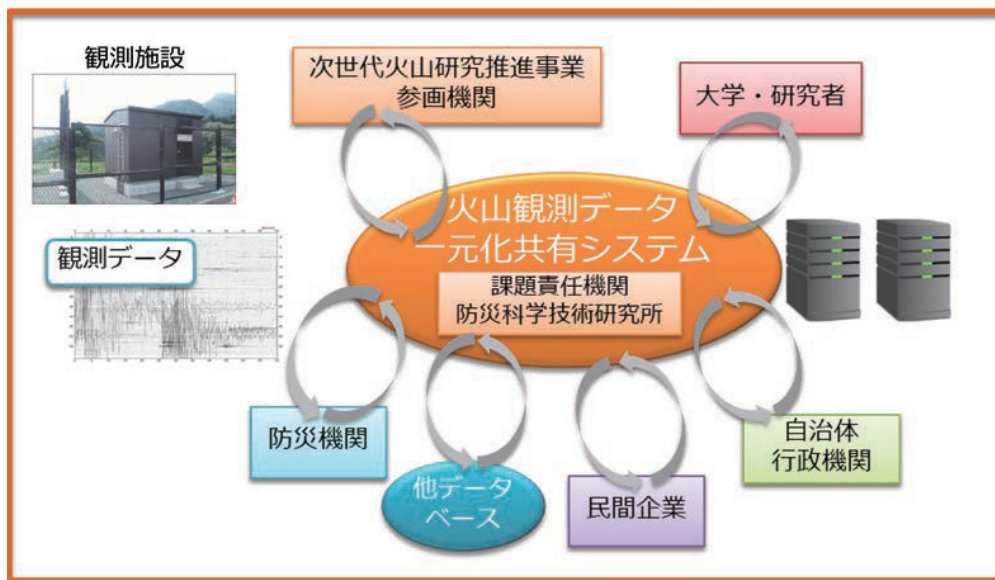 観測施設
次世代火山研究推進事業
参画機関
大学・研究者
火山観測データ
一元化共有システム
観測データ
課題責任機関
防災科学技術研究所
防災機関
他データ
ベース
民間企業
自治体
行政機関